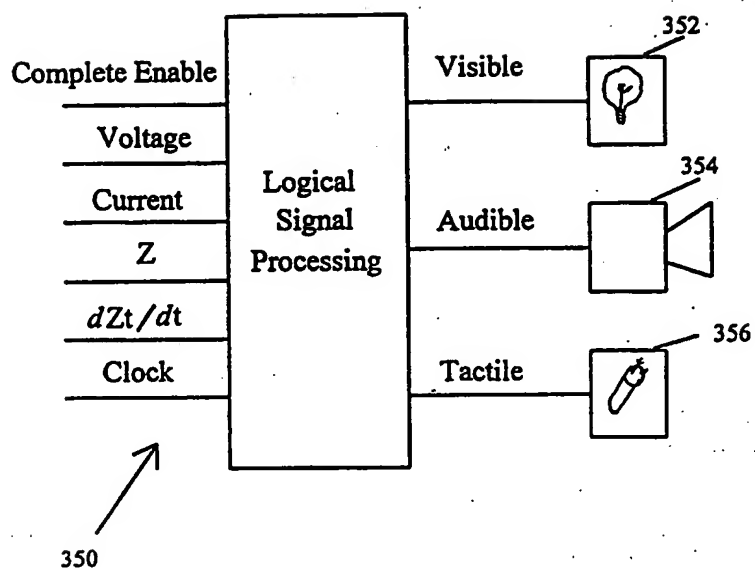 352
Complete Enable
Visible
Voltage
354
Current
Logical
Signal
Processing
Audible
Z
dZt/dt
356
Clock
Tactile
350